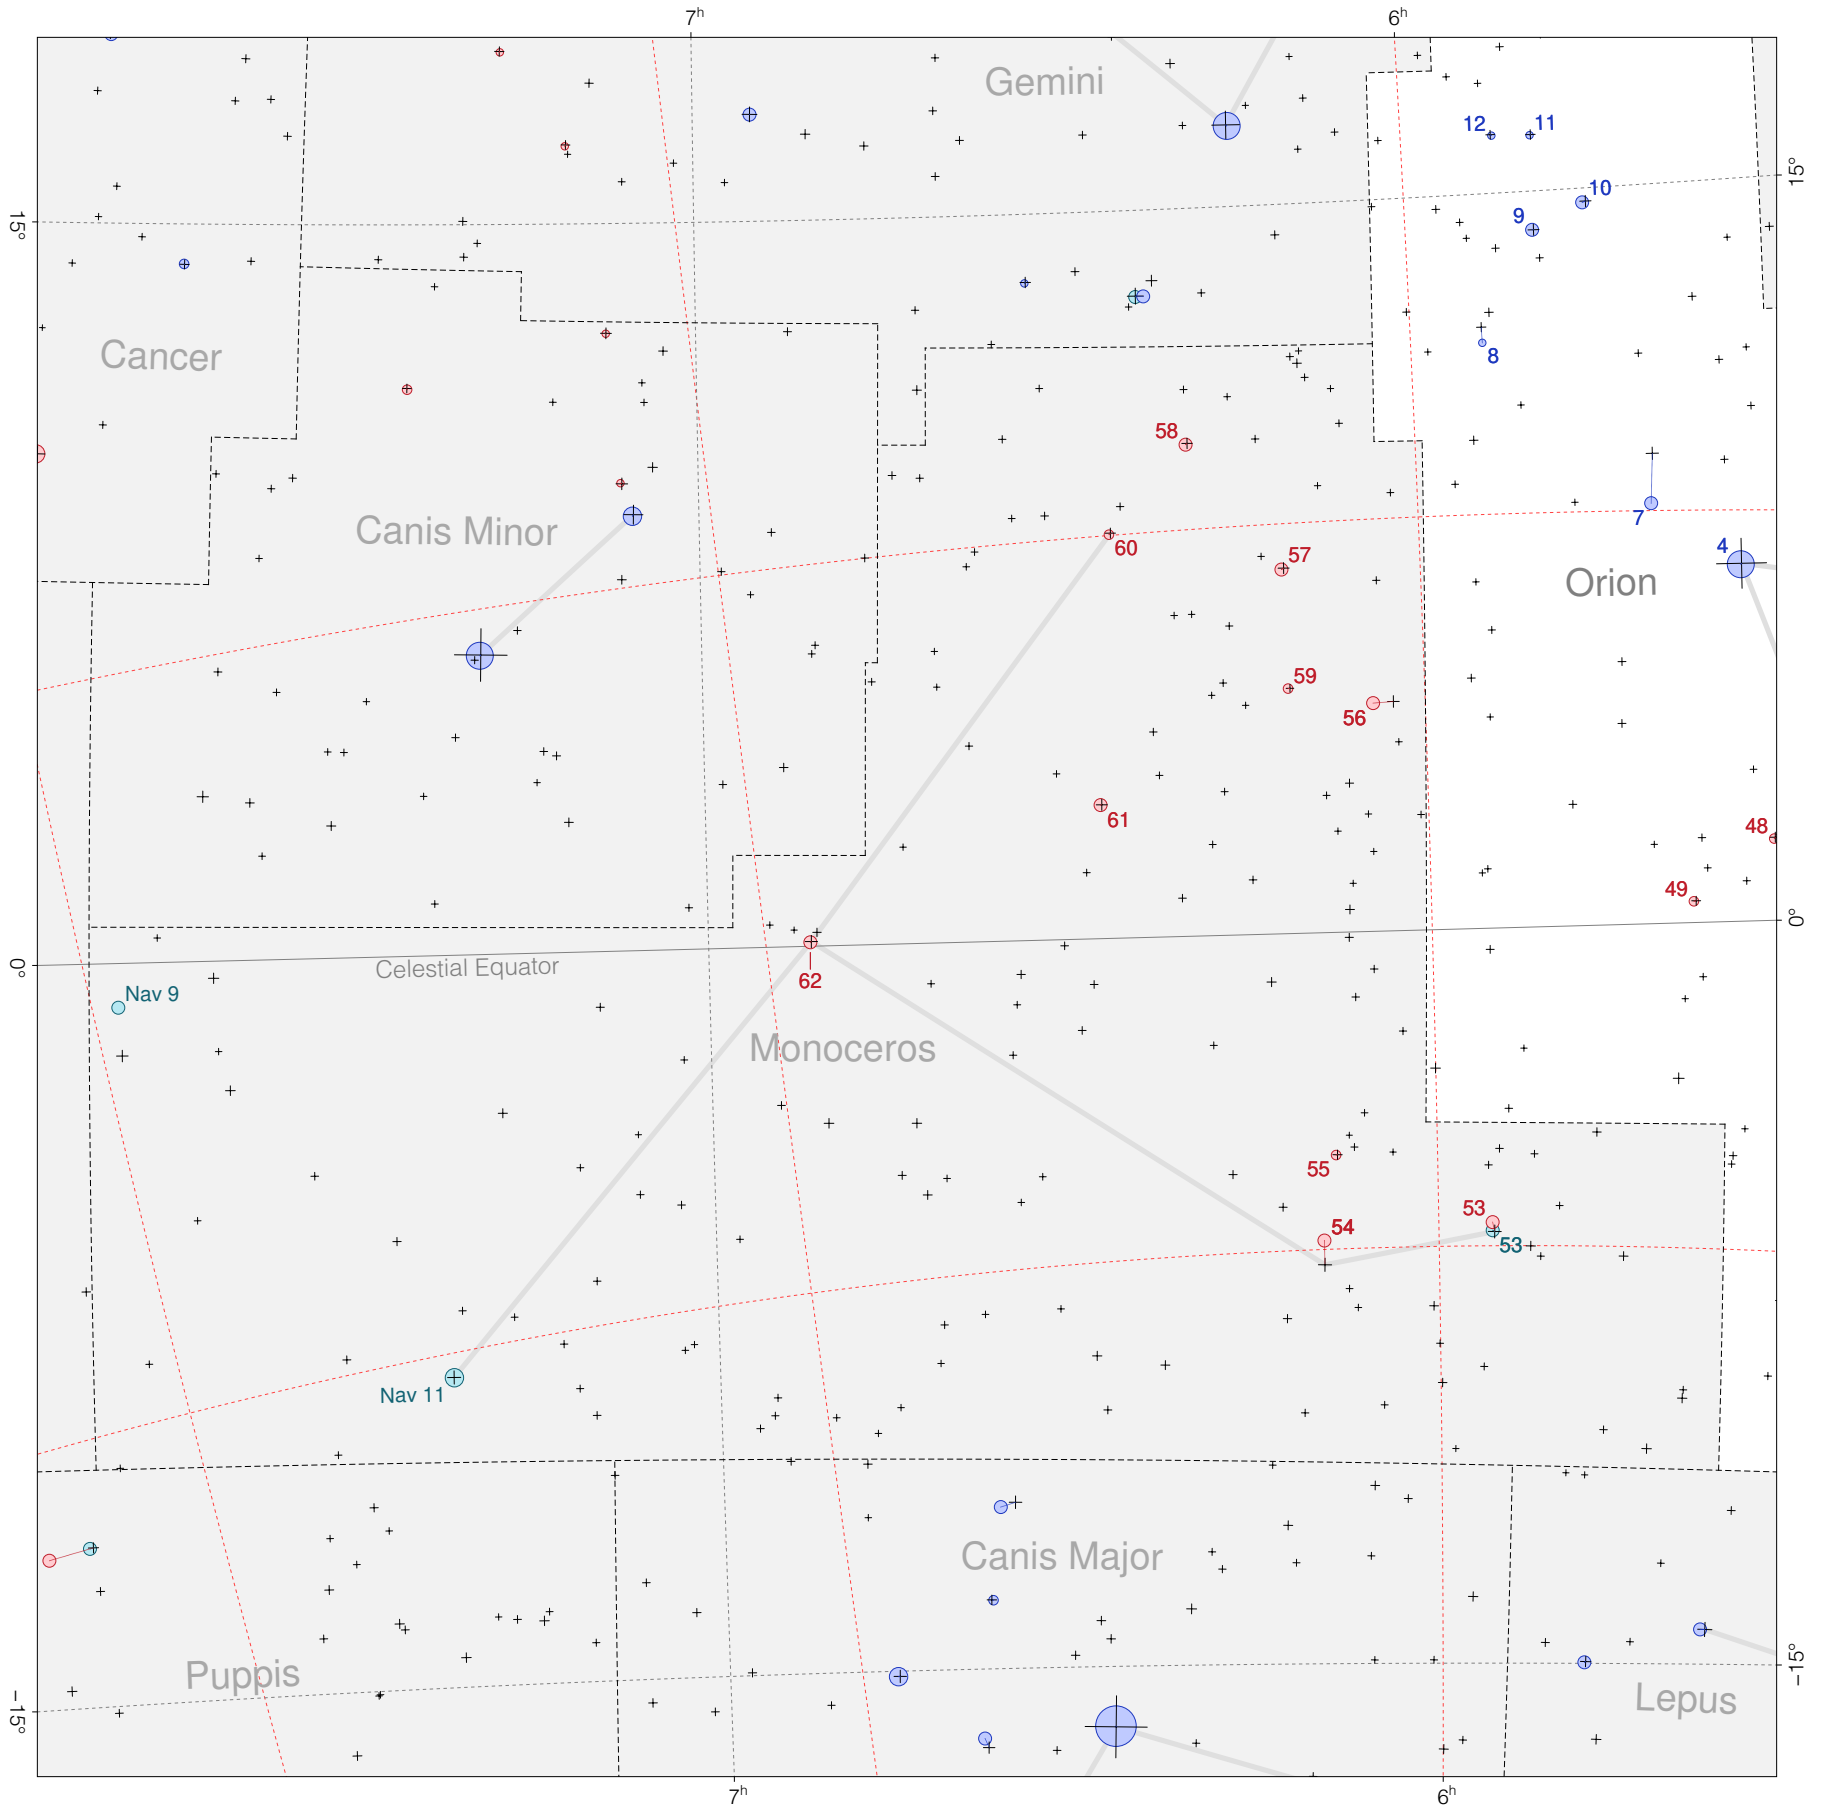 7h 6h
Gemini
12 11
15°
10
9
15°
8
Cancer
58
Canis Minor
7
4
60
57
Orion
59
56
61
48
49
0°
0°
Celestial Equator
62
Nav 9
Monoceros
55
53
54
53
Nav 11
Canis Major
Puppis
−15°
Lepus
−15°
7h 6h